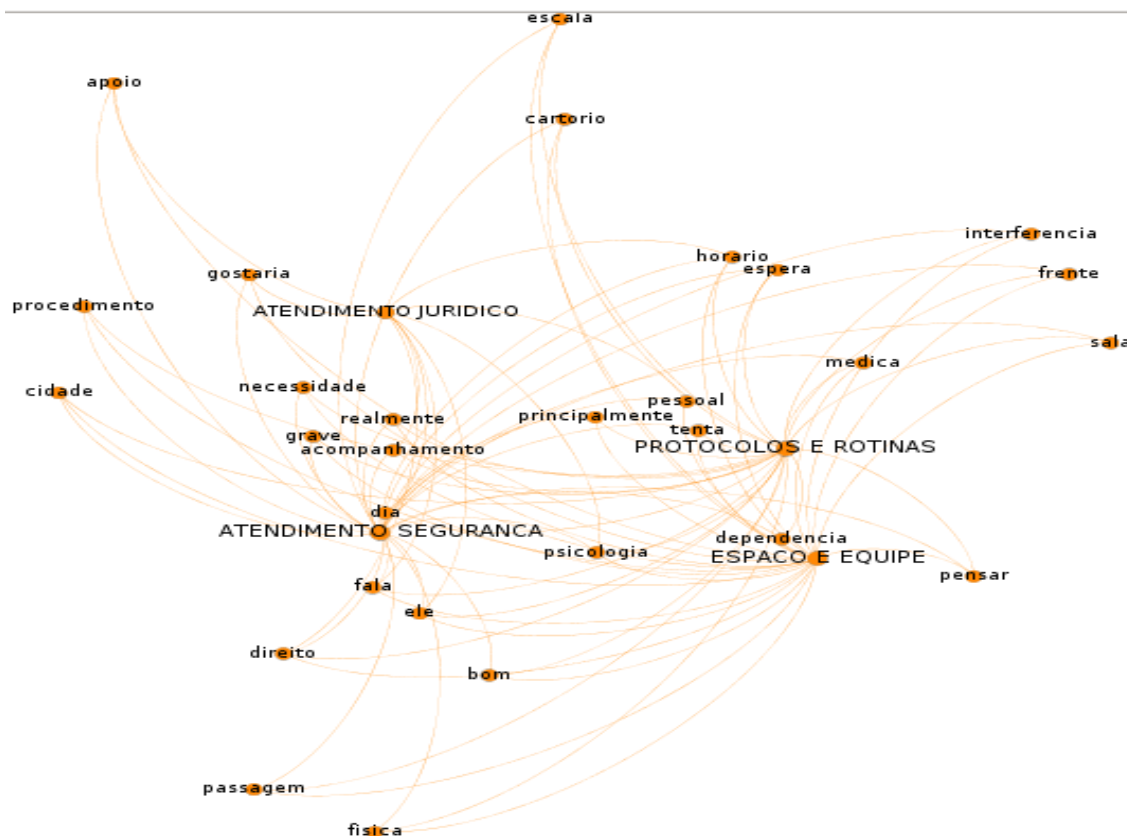 escala
apoio
cartorio
interferencia
horario
espera
frente
gostaria
procedimento
ATENDIMENTO JURIDICO
sala
medica
necessidade
cidade
pessoal
principalmente
realmente
tenta
grave
acompanhamento
PROTOCOLOS E ROTINAS
dia
ATENDIMENTO SEGURANCA
dependencia
psicologia
ESPACO E EQUIPE
pensar
fala
ele
direito
bom
passagem
fisica